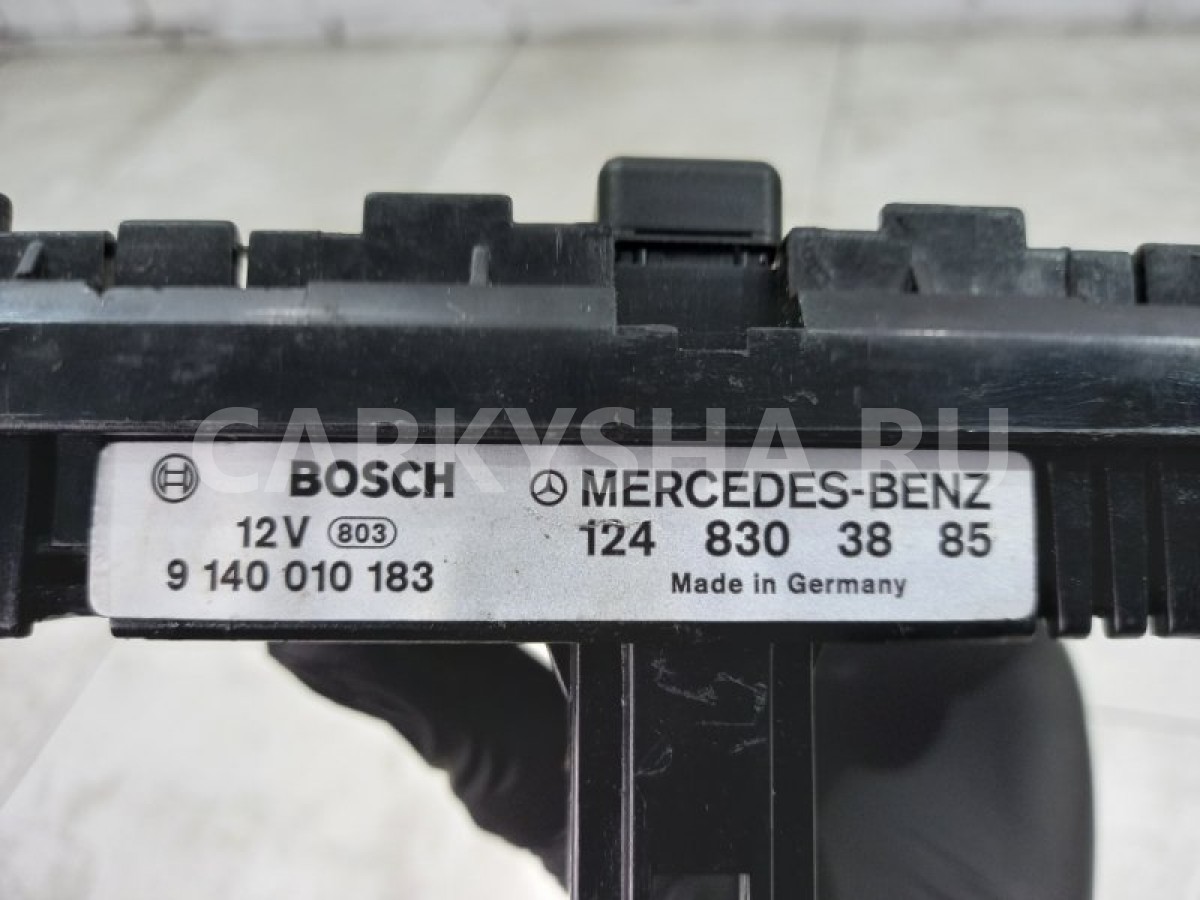 CARKYSHA.RU
BOSCH MERCEDES-BENZ
12V 803 124 830 38 85
9 140 010 183 Made in Germany